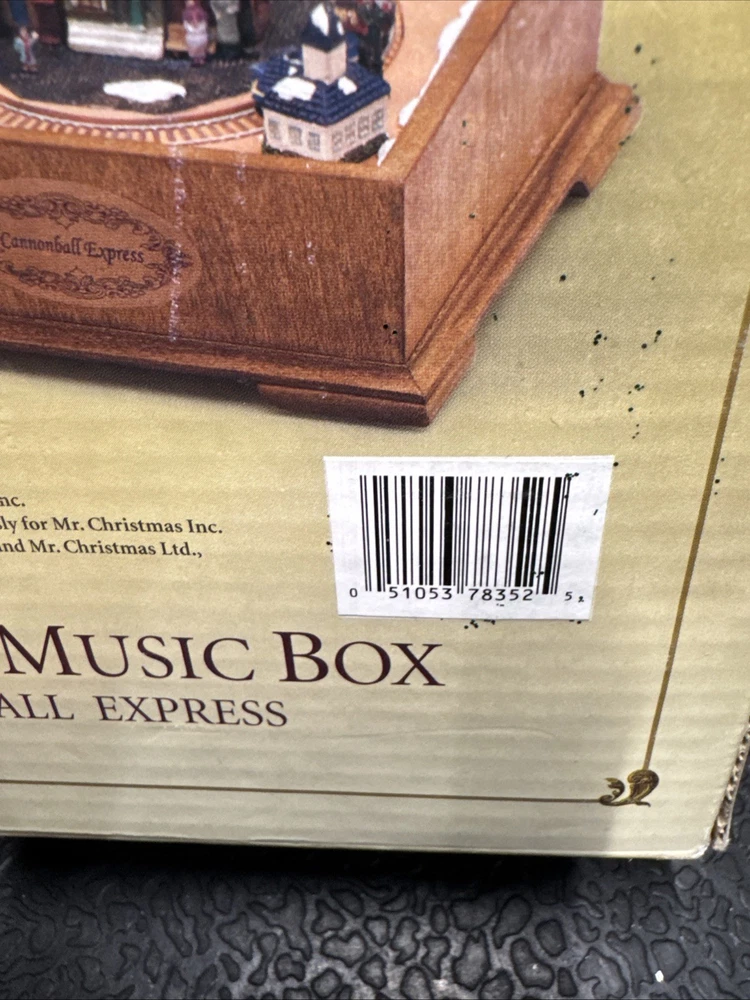 Cannonball Express
nc.
ly for Mr. Christmas Inc.
nd Mr. Christmas Ltd.,
0 51053 78352 5
MUSIC BOX
ALL EXPRESS